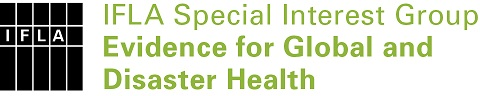 IFLA
IFLA Special Interest Group
Evidence for Global and
Disaster Health